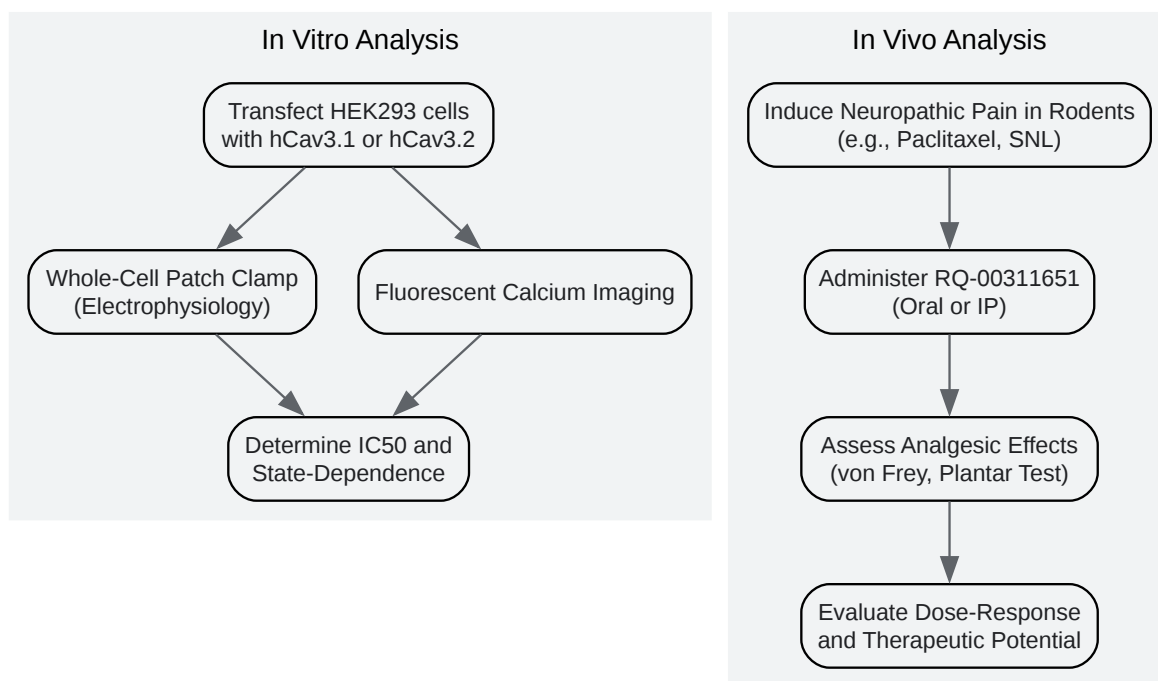 In Vitro Analysis
Transfect HEK293 cells
with hCav3.1 or hCav3.2
Whole-Cell Patch Clamp
(Electrophysiology)
Fluorescent Calcium Imaging
Determine IC50 and
State-Dependence
In Vivo Analysis
Induce Neuropathic Pain in Rodents
(e.g., Paclitaxel, SNL)
Administer RQ-00311651
(Oral or IP)
Assess Analgesic Effects
(von Frey, Plantar Test)
Evaluate Dose-Response
and Therapeutic Potential